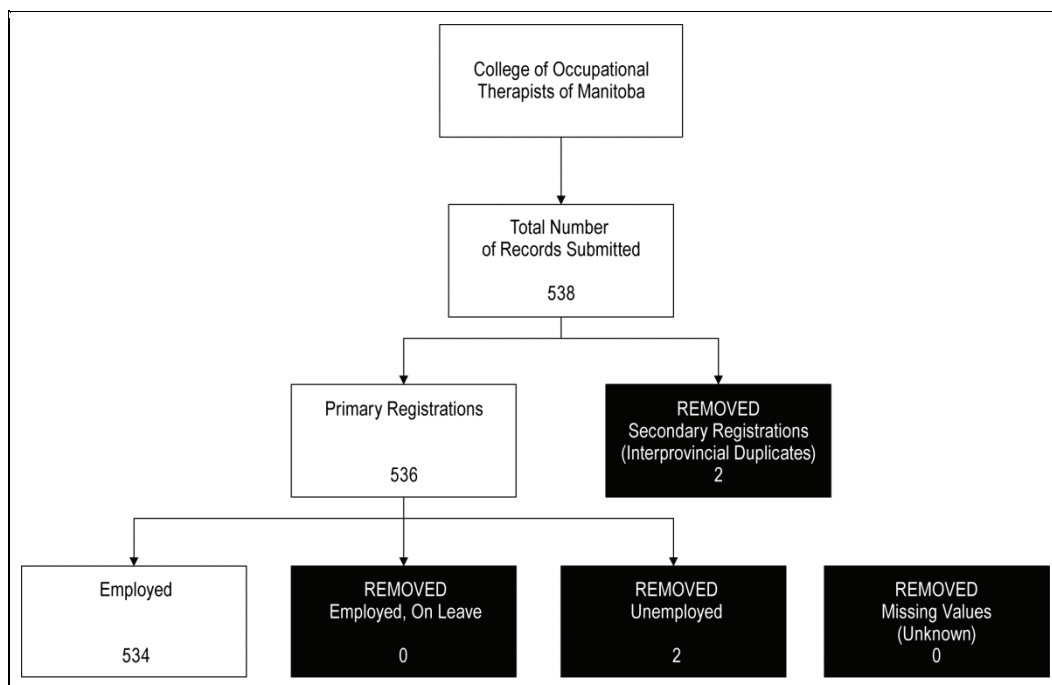 College of Occupational
Therapists of Manitoba
Total Number
of Records Submitted
538
Primary Registrations
536
REMOVED
Secondary Registrations
(Interprovincial Duplicates)
2
Employed
534
REMOVED
Employed, On Leave
0
REMOVED
Unemployed
2
REMOVED
Missing Values
(Unknown)
0